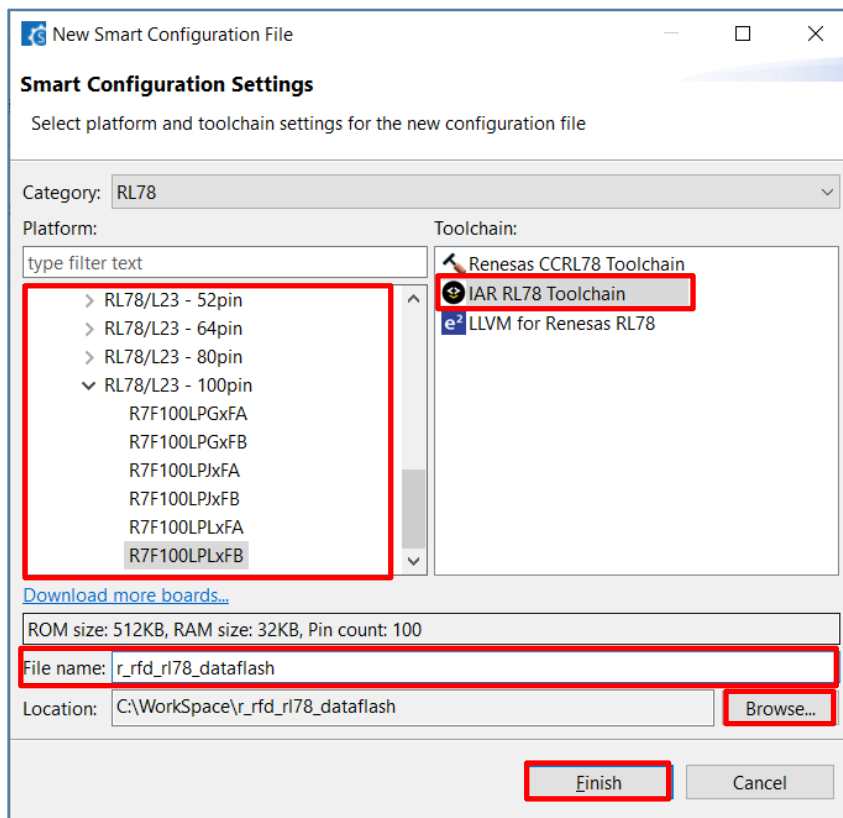 New Smart Configuration File
Smart Configuration Settings
Select platform and toolchain settings for the new configuration file
Category: RL78
Platform:
Toolchain:
type filter text
RL78/L23 - 52pin
RL78/L23 - 64pin
RL78/L23 - 80pin
RL78/L23 - 100pin
R7F100LPGxFA
R7F100LPGxFB
R7F100LPJxFA
R7F100LPJxFB
R7F100LPLxFA
R7F100LPLxFB
Renesas CCRL78 Toolchain
IAR RL78 Toolchain
e² LLVM for Renesas RL78
Download more boards...
ROM size: 512KB, RAM size: 32KB, Pin count: 100
File name: r_rfd_rl78_dataflash
Location: C:\WorkSpace\r_rfd_rl78_dataflash
Browse...
Finish
Cancel